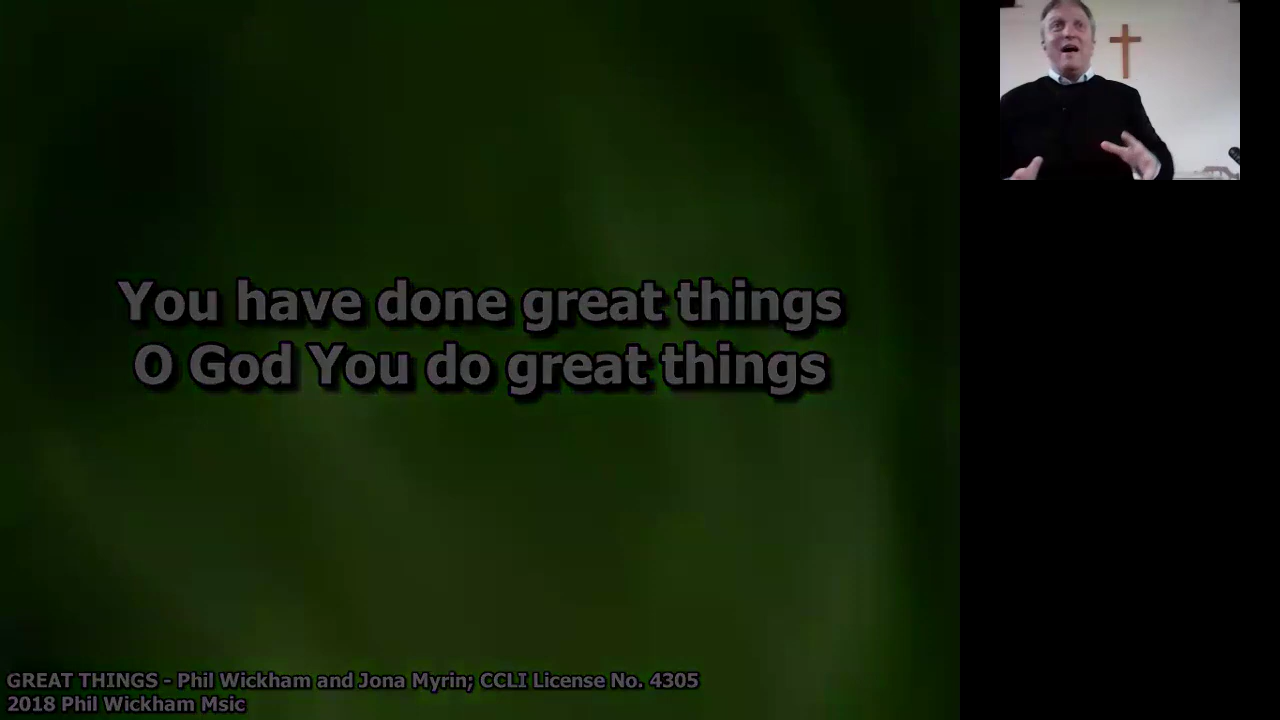 You have done great things
O God You do great things
GREAT THINGS - Phil Wickham and Jona Myrin; CCLI License No. 4305
2018 Phil Wickham Msic